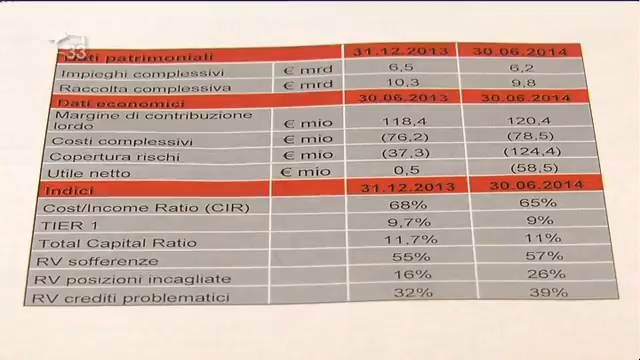 33
Dati patrimoniali 31.12.2013 30.06.2014
Impieghi complessivi € mrd 6,5 6,2
Raccolta complessiva € mrd 10,3 9,8
Dati economici 30.06.2013 30.06.2014
Margine di contribuzione
lordo € mio 118,4 120,4
Costi complessivi € mio (76,2) (78,5)
Copertura rischi € mio (37,3) (124,4)
Utile netto € mio 0,5 (58,5)
Indici 31.12.2013 30.06.2014
Cost/Income Ratio (CIR) 68% 65%
TIER 1 9,7% 9%
Total Capital Ratio 11,7% 11%
RV sofferenze 55% 57%
RV posizioni incagliate 16% 26%
RV crediti problematici 32% 39%